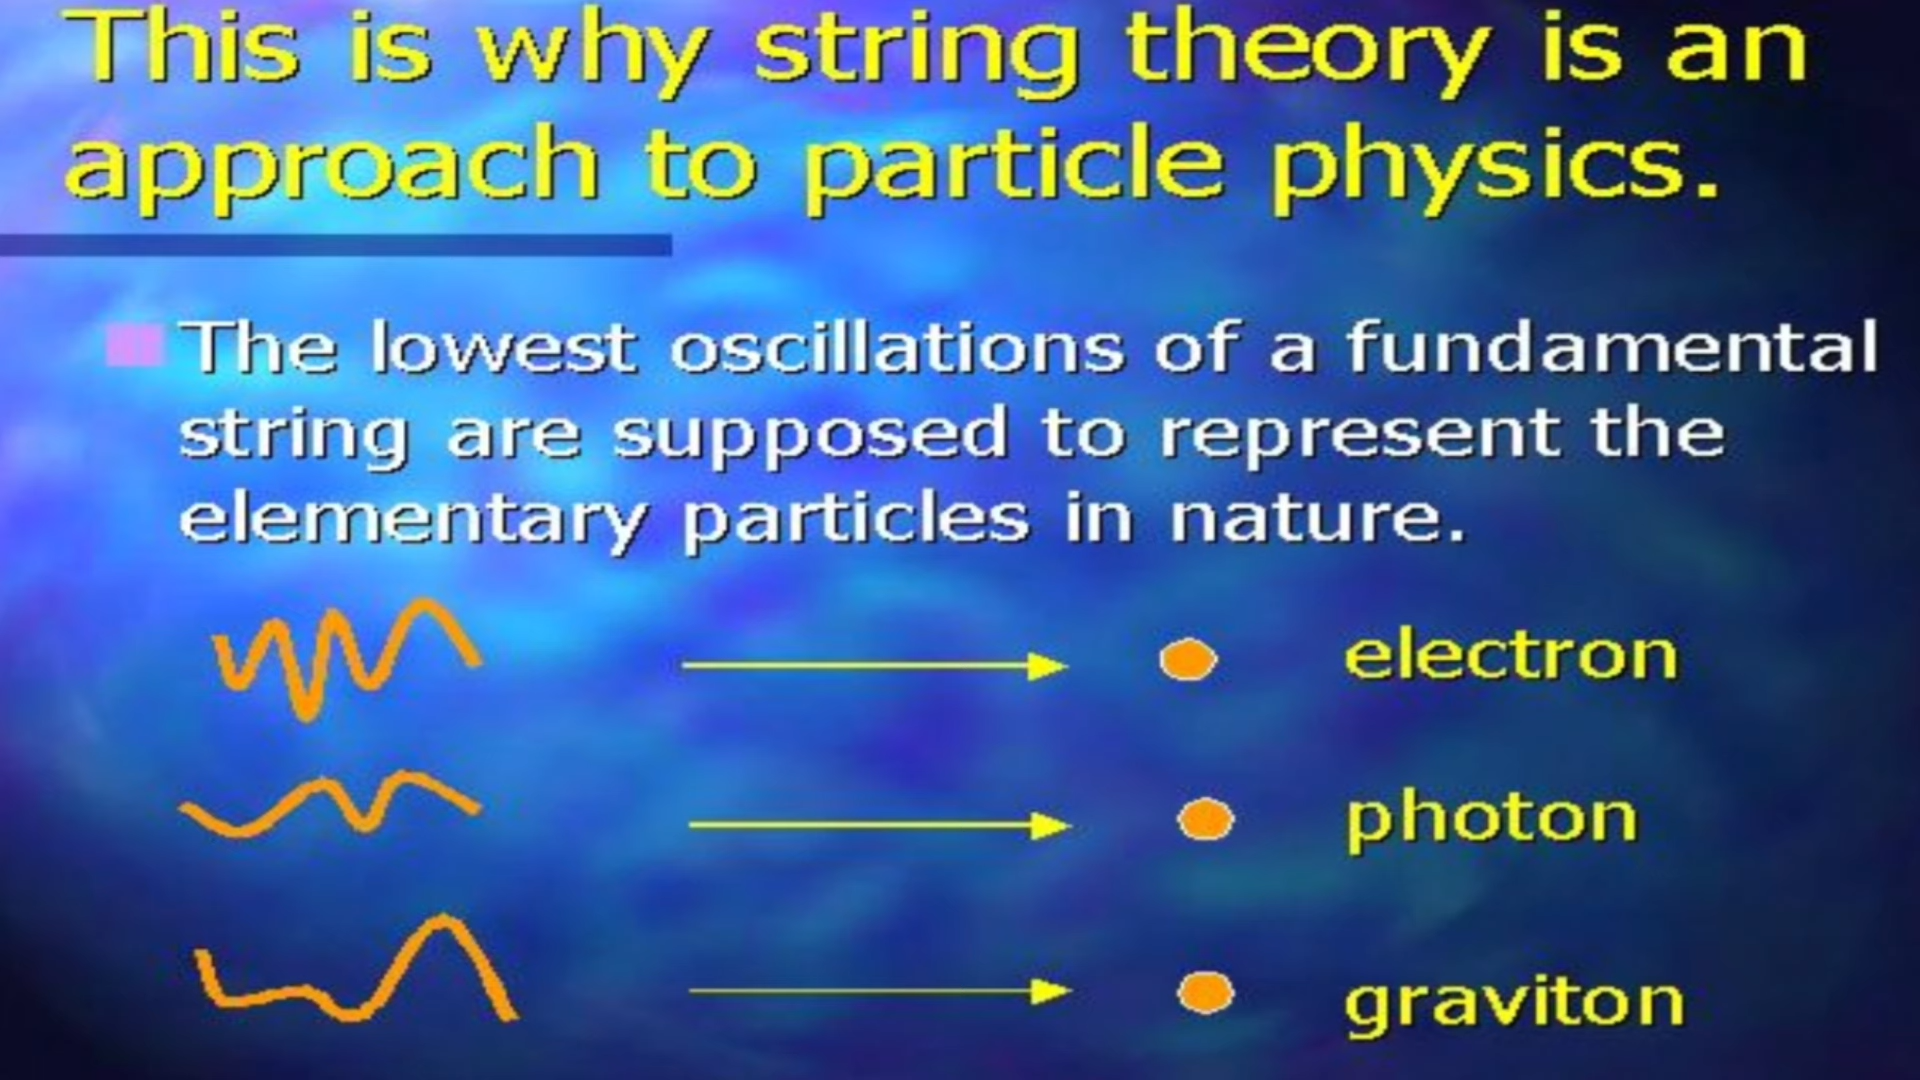 This is why string theory is an
approach to particle physics.
The lowest oscillations of a fundamental
string are supposed to represent the
elementary particles in nature.
electron
photon
graviton